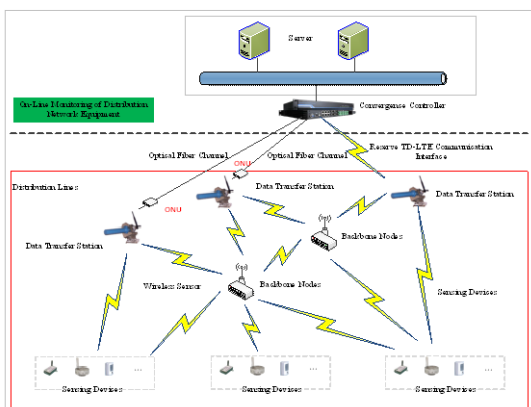 Server
On-Line Monitoring of Distribution
Network Equipment
Convergense Controller
Optical Fiber Channel
Optical Fiber Channel
Reserve TD-LTE Communication
Interface
ONU
Distribution Lines
Data Transfer Station
Data Transfer Station
ONU
Backbone Nodes
Data Transfer Station
Wireless Sensor
Backbone Nodes
Sensing Devices
...
...
...
Sensing Devices
Sensing Devices
Sensing Devices